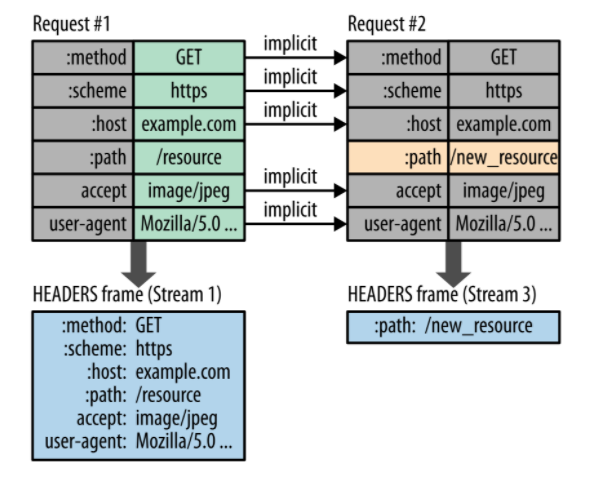 Request #1
:method GET
:scheme https
:host example.com
:path /resource
accept image/jpeg
user-agent Mozilla/5.0 ...
implicit
implicit
implicit
implicit
implicit
Request #2
:method GET
:scheme https
:host example.com
:path /new_resource
accept image/jpeg
user-agent Mozilla/5.0 ...
HEADERS frame (Stream 1)
:method: GET
:scheme: https
:host: example.com
:path: /resource
accept: image/jpeg
user-agent: Mozilla/5.0 ...
HEADERS frame (Stream 3)
:path: /new_resource